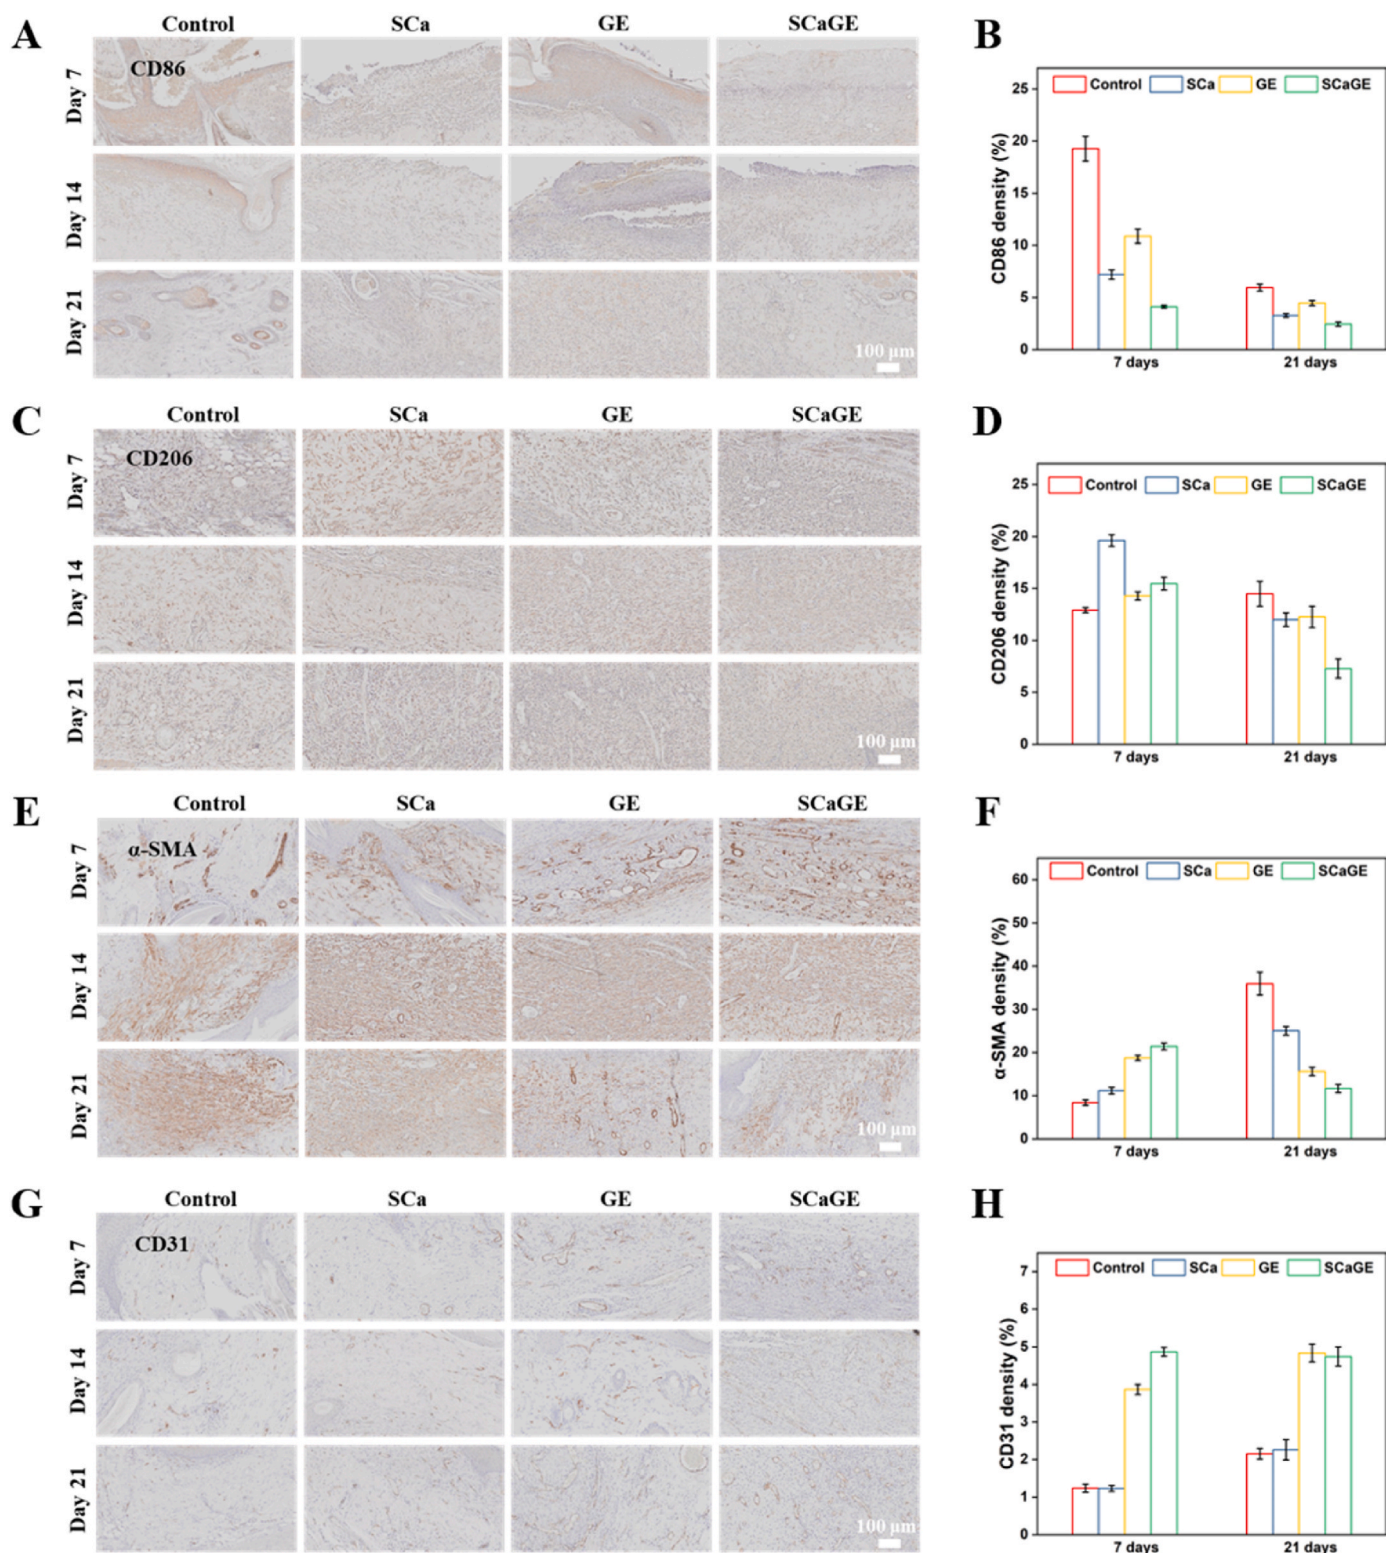 A
Control SCa GE SCaGE
Day 7
CD86
Day 14
Day 21
100 μm
B
CD86 density (%)
25
20
15
10
5
0
Control SCa GE SCaGE
7 days 21 days
C
Control SCa GE SCaGE
Day 7
CD206
Day 14
Day 21
100 μm
D
CD206 density (%)
25
20
15
10
5
0
Control SCa GE SCaGE
7 days 21 days
E
Control SCa GE SCaGE
Day 7
α-SMA
Day 14
Day 21
100 μm
F
α-SMA density (%)
60
50
40
30
20
10
0
Control SCa GE SCaGE
7 days 21 days
G
Control SCa GE SCaGE
Day 7
CD31
Day 14
Day 21
100 μm
H
CD31 density (%)
7
6
5
4
3
2
1
0
Control SCa GE SCaGE
7 days 21 days